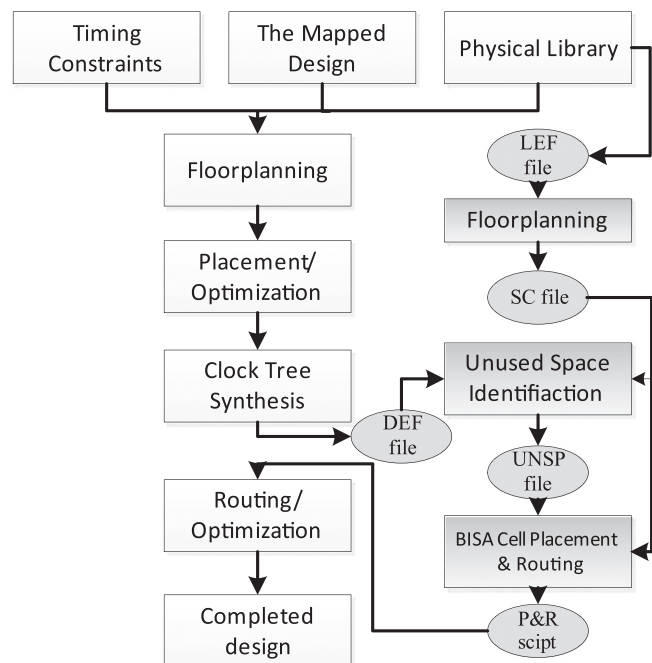 Timing
Constraints
The Mapped
Design
Physical Library
Floorplanning
LEF
file
Floorplanning
Placement/
Optimization
SC file
Clock Tree
Synthesis
Unused Space
Identifiaction
DEF
file
UNSP
file
Routing/
Optimization
BISA Cell Placement
& Routing
Completed
design
P&R
scipt